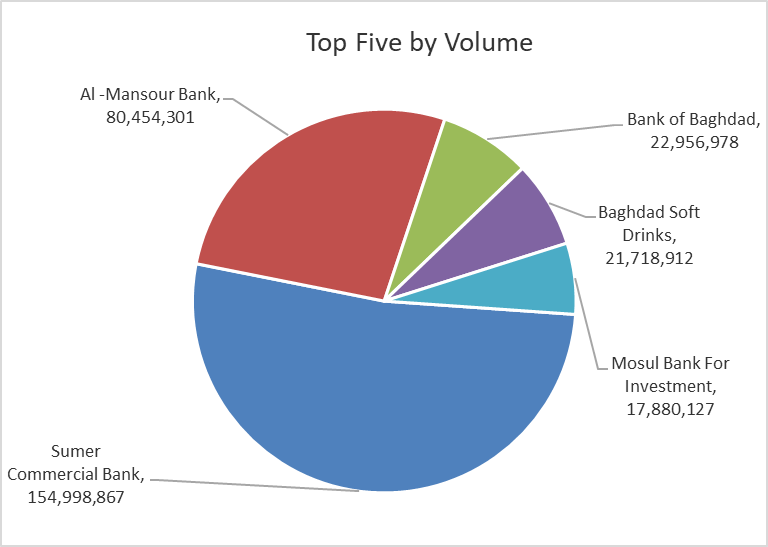 Top Five by Volume
Al -Mansour Bank,
80,454,301
Bank of Baghdad,
22,956,978
Baghdad Soft
Drinks,
21,718,912
Mosul Bank For
Investment,
17,880,127
Sumer
Commercial Bank,
154,998,867